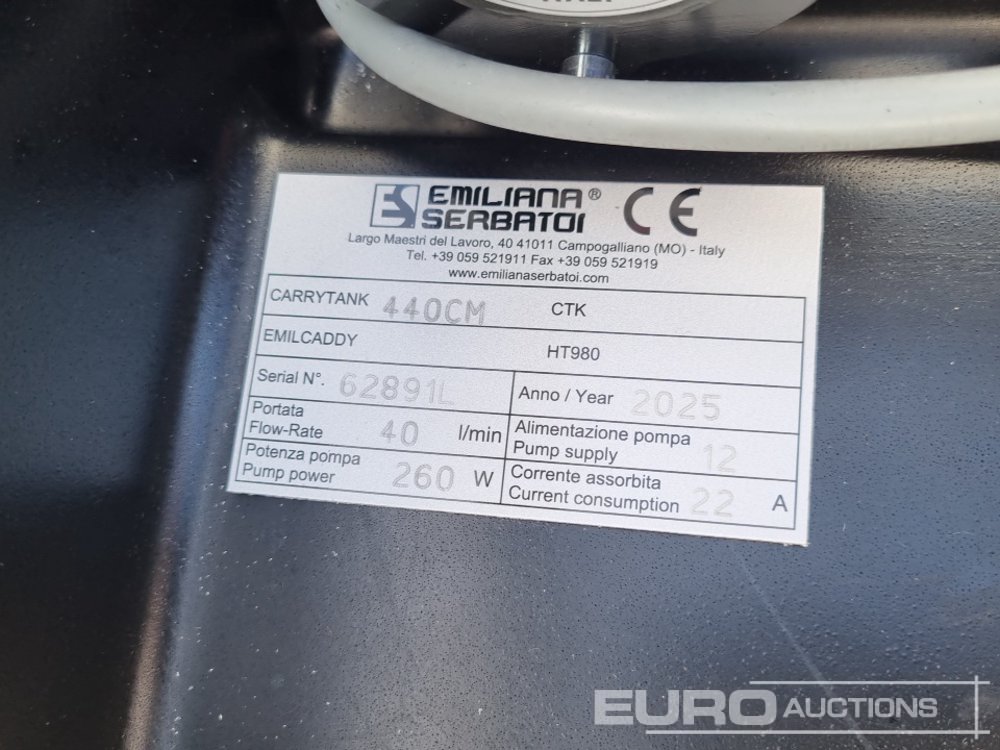 ES EMILIANA® SERBATOI CE
Largo Maestri del Lavoro, 40 41011 Campogalliano (MO) - Italy
Tel. +39 059 521911 Fax +39 059 521919
www.emilianaserbatoi.com
CARRYTANK 440CM CTK
EMILCADDY HT980
Serial N°. 62891L Anno / Year 2025
Portata
Flow-Rate 40 l/min
Alimentazione pompa
Pump supply 12
Potenza pompa
Pump power 260 W
Corrente assorbita
Current consumption 22 A
EURO AUCTIONS